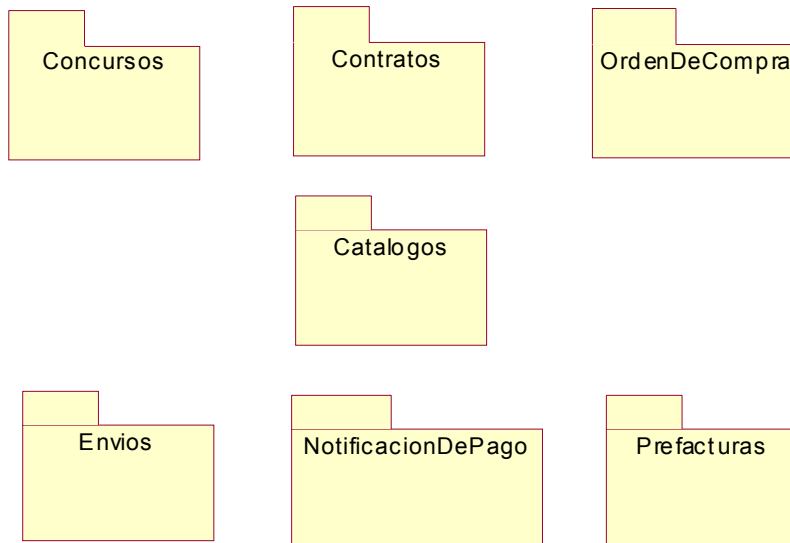 Concursos
Contratos
OrdenDeCompra
Catalogos
Envios
NotificacionDePago
Prefacturas